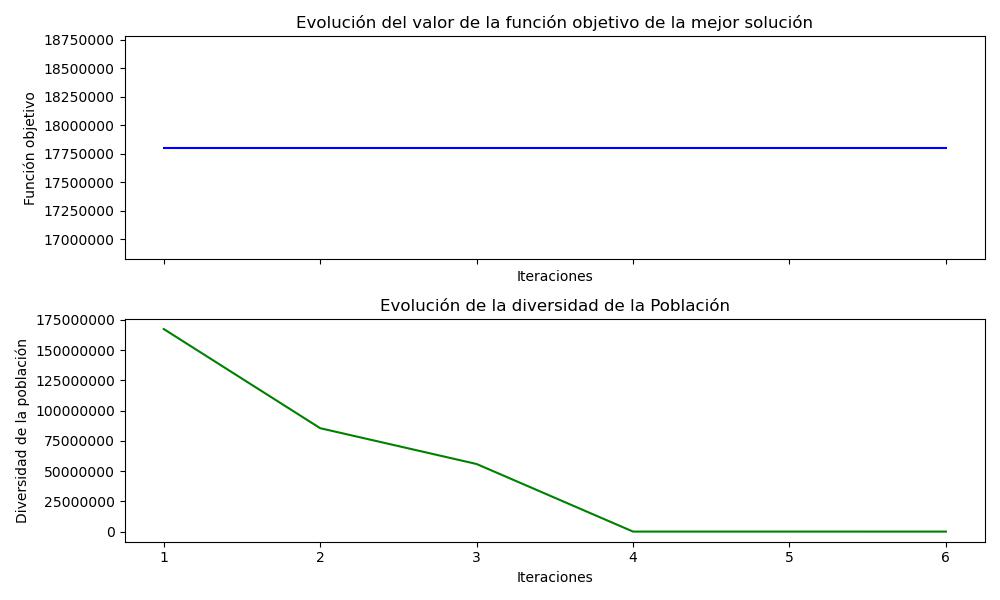 Evolución del valor de la función objetivo de la mejor solución
18750000
18500000
18250000
18000000
17750000
17500000
17250000
17000000
Función objetivo
Iteraciones
Evolución de la diversidad de la Población
175000000
150000000
125000000
100000000
75000000
50000000
25000000
0
Diversidad de la población
1 2 3 4 5 6
Iteraciones